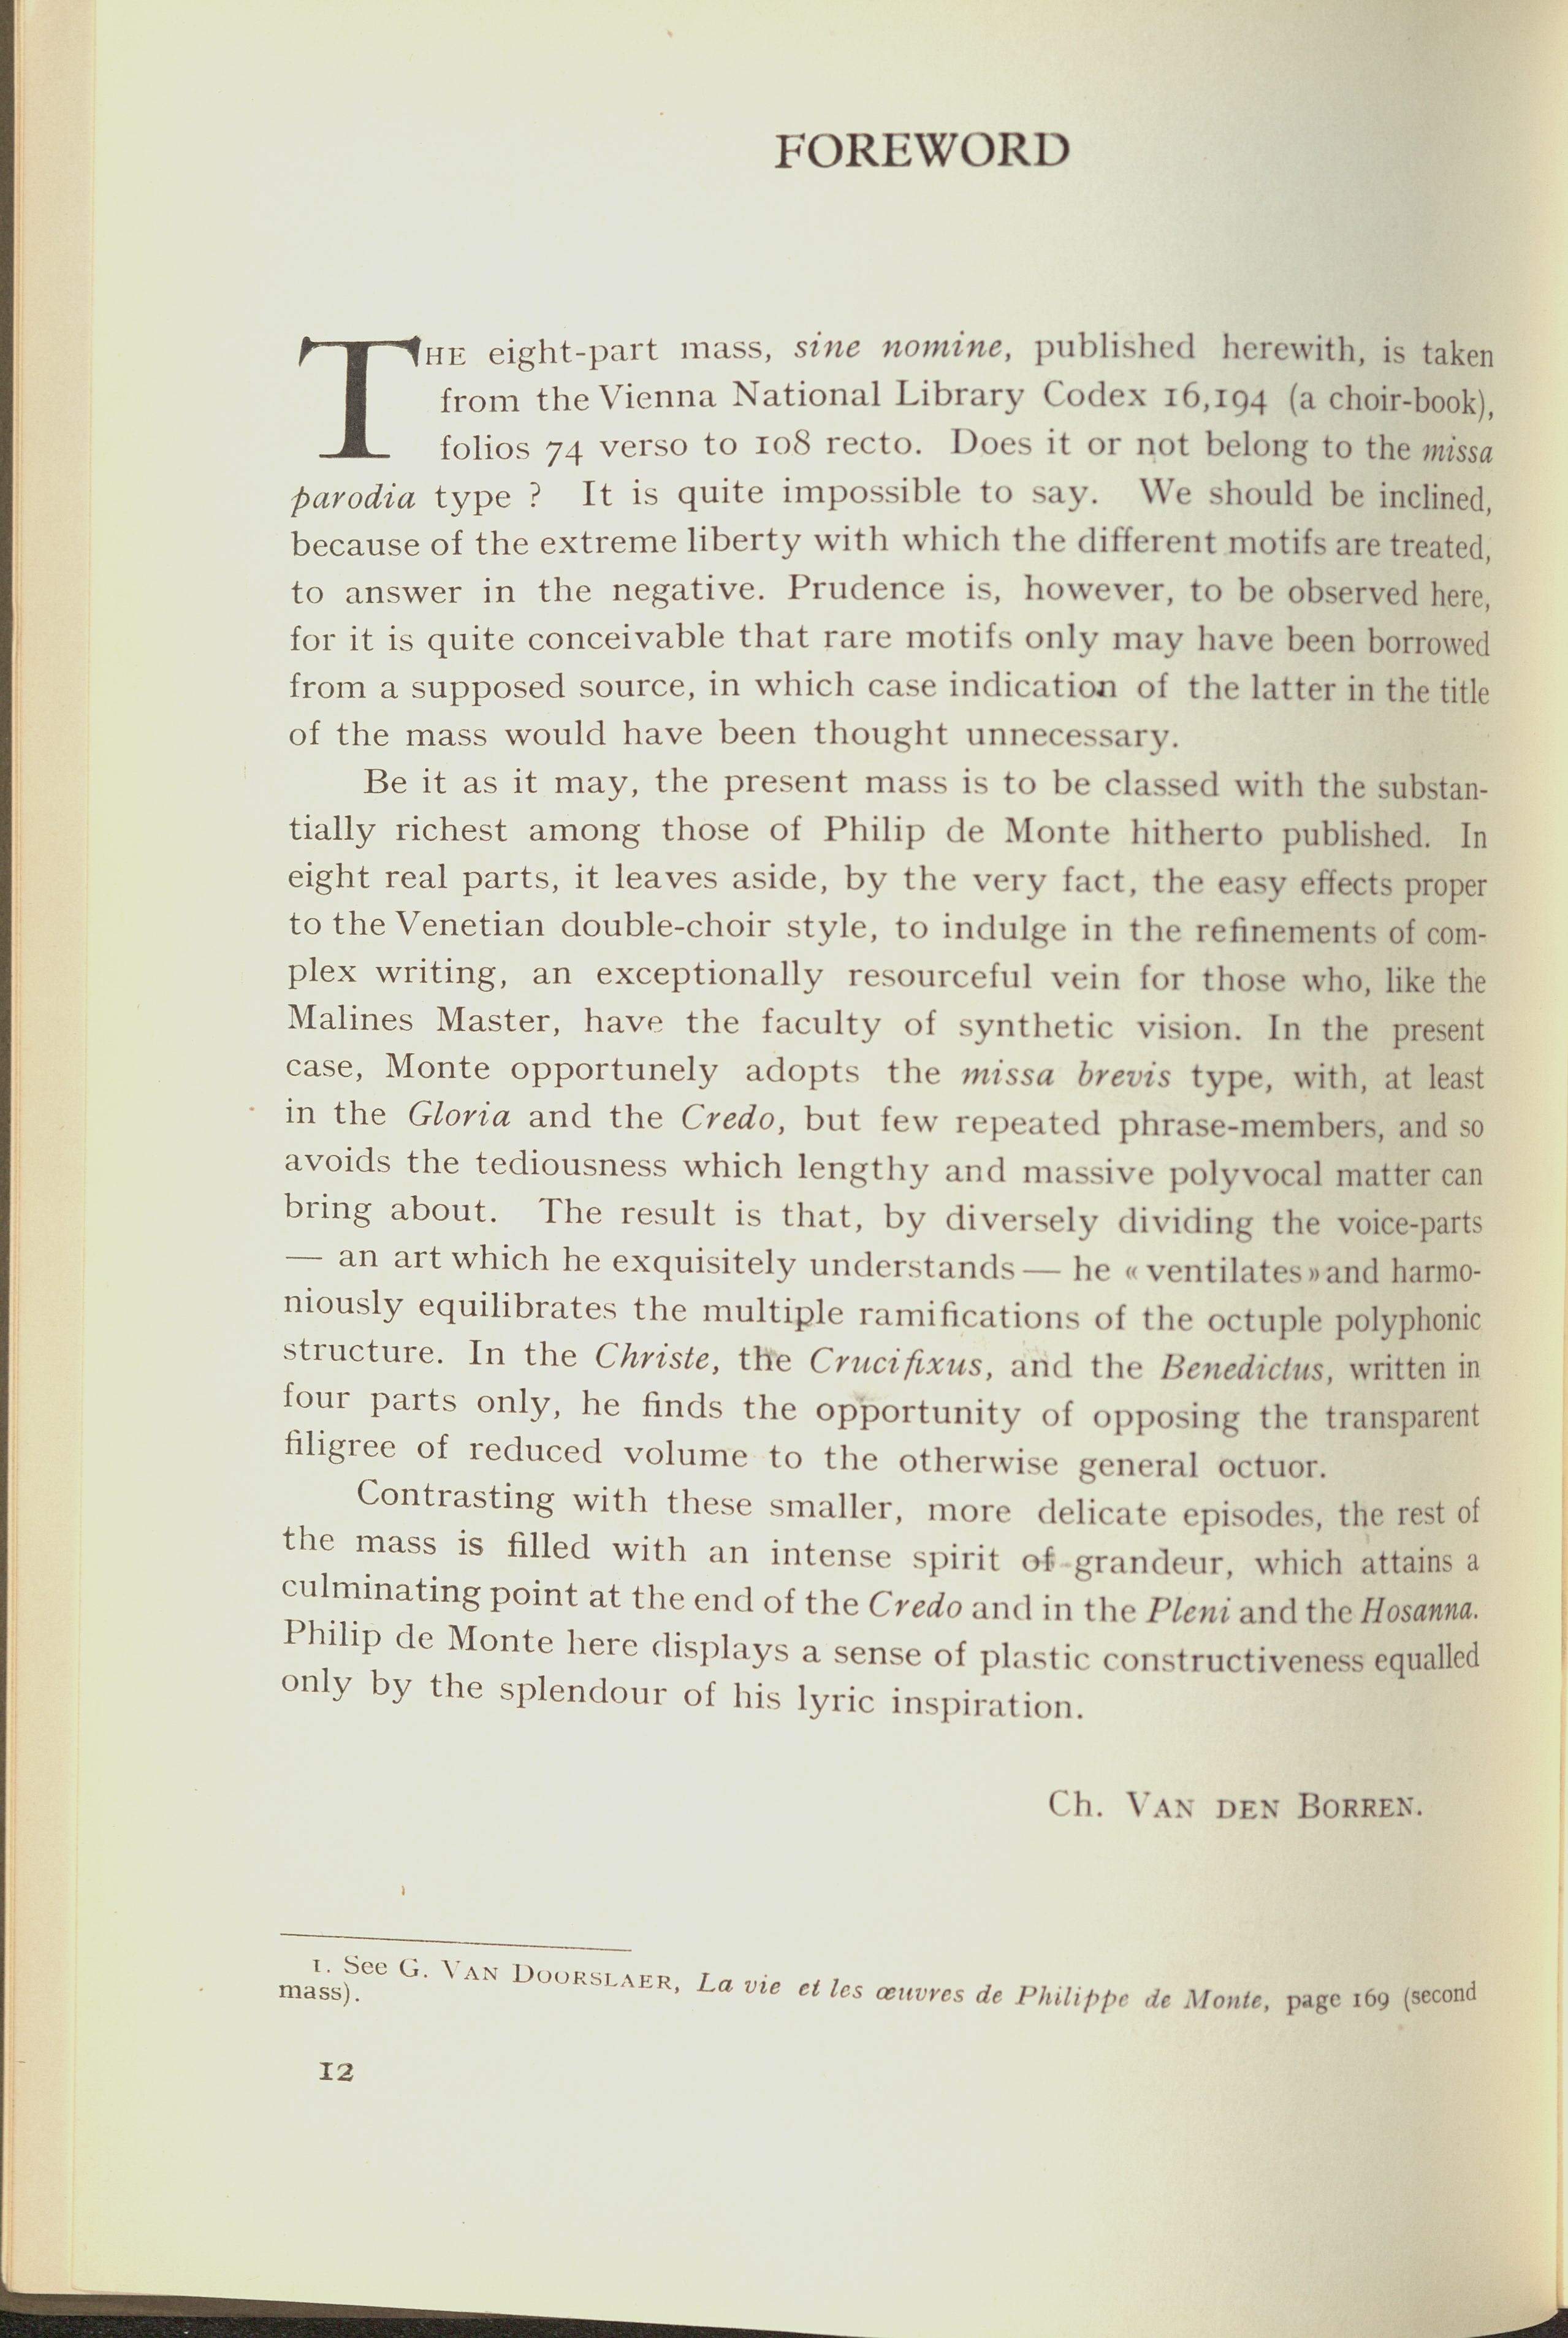 FOREWORD
THE eight-part mass, sine nomine, published herewith, is taken
from the Vienna National Library Codex 16,194 (a choir-book),
folios 74 verso to 108 recto. Does it or not belong to the missa
parodia type ? It is quite impossible to say. We should be inclined,
because of the extreme liberty with which the different motifs are treated,
to answer in the negative. Prudence is, however, to be observed here,
for it is quite conceivable that rare motifs only may have been borrowed
from a supposed source, in which case indication of the latter in the title
of the mass would have been thought unnecessary.
Be it as it may, the present mass is to be classed with the substan-
tially richest among those of Philip de Monte hitherto published. In
eight real parts, it leaves aside, by the very fact, the easy effects proper
to the Venetian double-choir style, to indulge in the refinements of com-
plex writing, an exceptionally resourceful vein for those who, like the
Malines Master, have the faculty of synthetic vision. In the present
case, Monte opportunely adopts the missa brevis type, with, at least
in the Gloria and the Credo, but few repeated phrase-members, and so
avoids the tediousness which lengthy and massive polyvocal matter can
bring about. The result is that, by diversely dividing the voice-parts
— an art which he exquisitely understands — he « ventilates » and harmo-
niously equilibrates the multiple ramifications of the octuple polyphonic
structure. In the Christe, the Crucifixus, and the Benedictus, written in
four parts only, he finds the opportunity of opposing the transparent
filigree of reduced volume to the otherwise general octuor.
Contrasting with these smaller, more delicate episodes, the rest of
the mass is filled with an intense spirit of grandeur, which attains a
culminating point at the end of the Credo and in the Pleni and the Hosanna.
Philip de Monte here displays a sense of plastic constructiveness equalled
only by the splendour of his lyric inspiration.
Ch. VAN DEN BORREN.
1. See G. VAN DOORSLAER, La vie et les œuvres de Philippe de Monte, page 169 (second
mass).
12